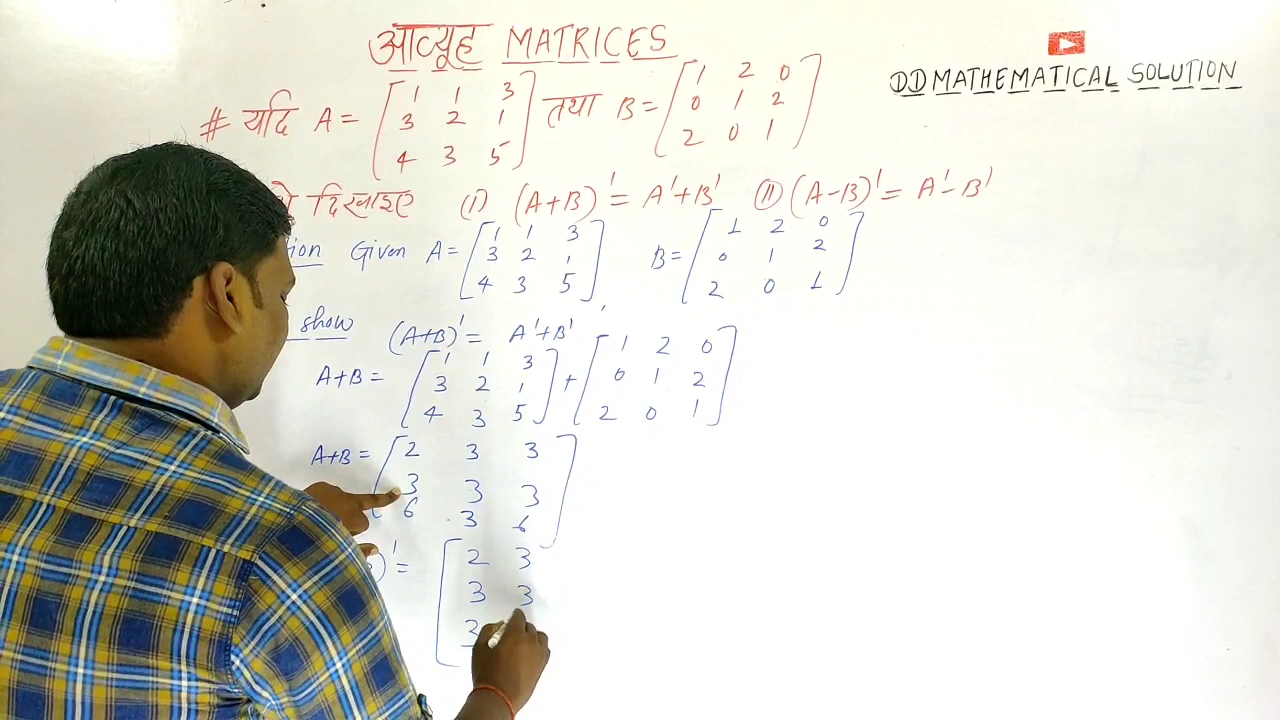 आव्यूह MATRICES
DD MATHEMATICAL SOLUTION
# यदि A = [1 1 3
3 2 1
4 3 5] तथा B = [1 2 0
0 1 2
2 0 1]
दिखाइए (I) (A+B)' = A'+B' (II) (A-B)' = A'-B'
Given A = [1 1 3
3 2 1
4 3 5] B = [1 2 0
0 1 2
2 0 1]
show (A+B)' = A'+B'
A+B = [1 1 3
3 2 1
4 3 5] + [1 2 0
0 1 2
2 0 1]
A+B = [2 3 3
3 3 3
6 3 6]
)' = [2 3
3 3
3